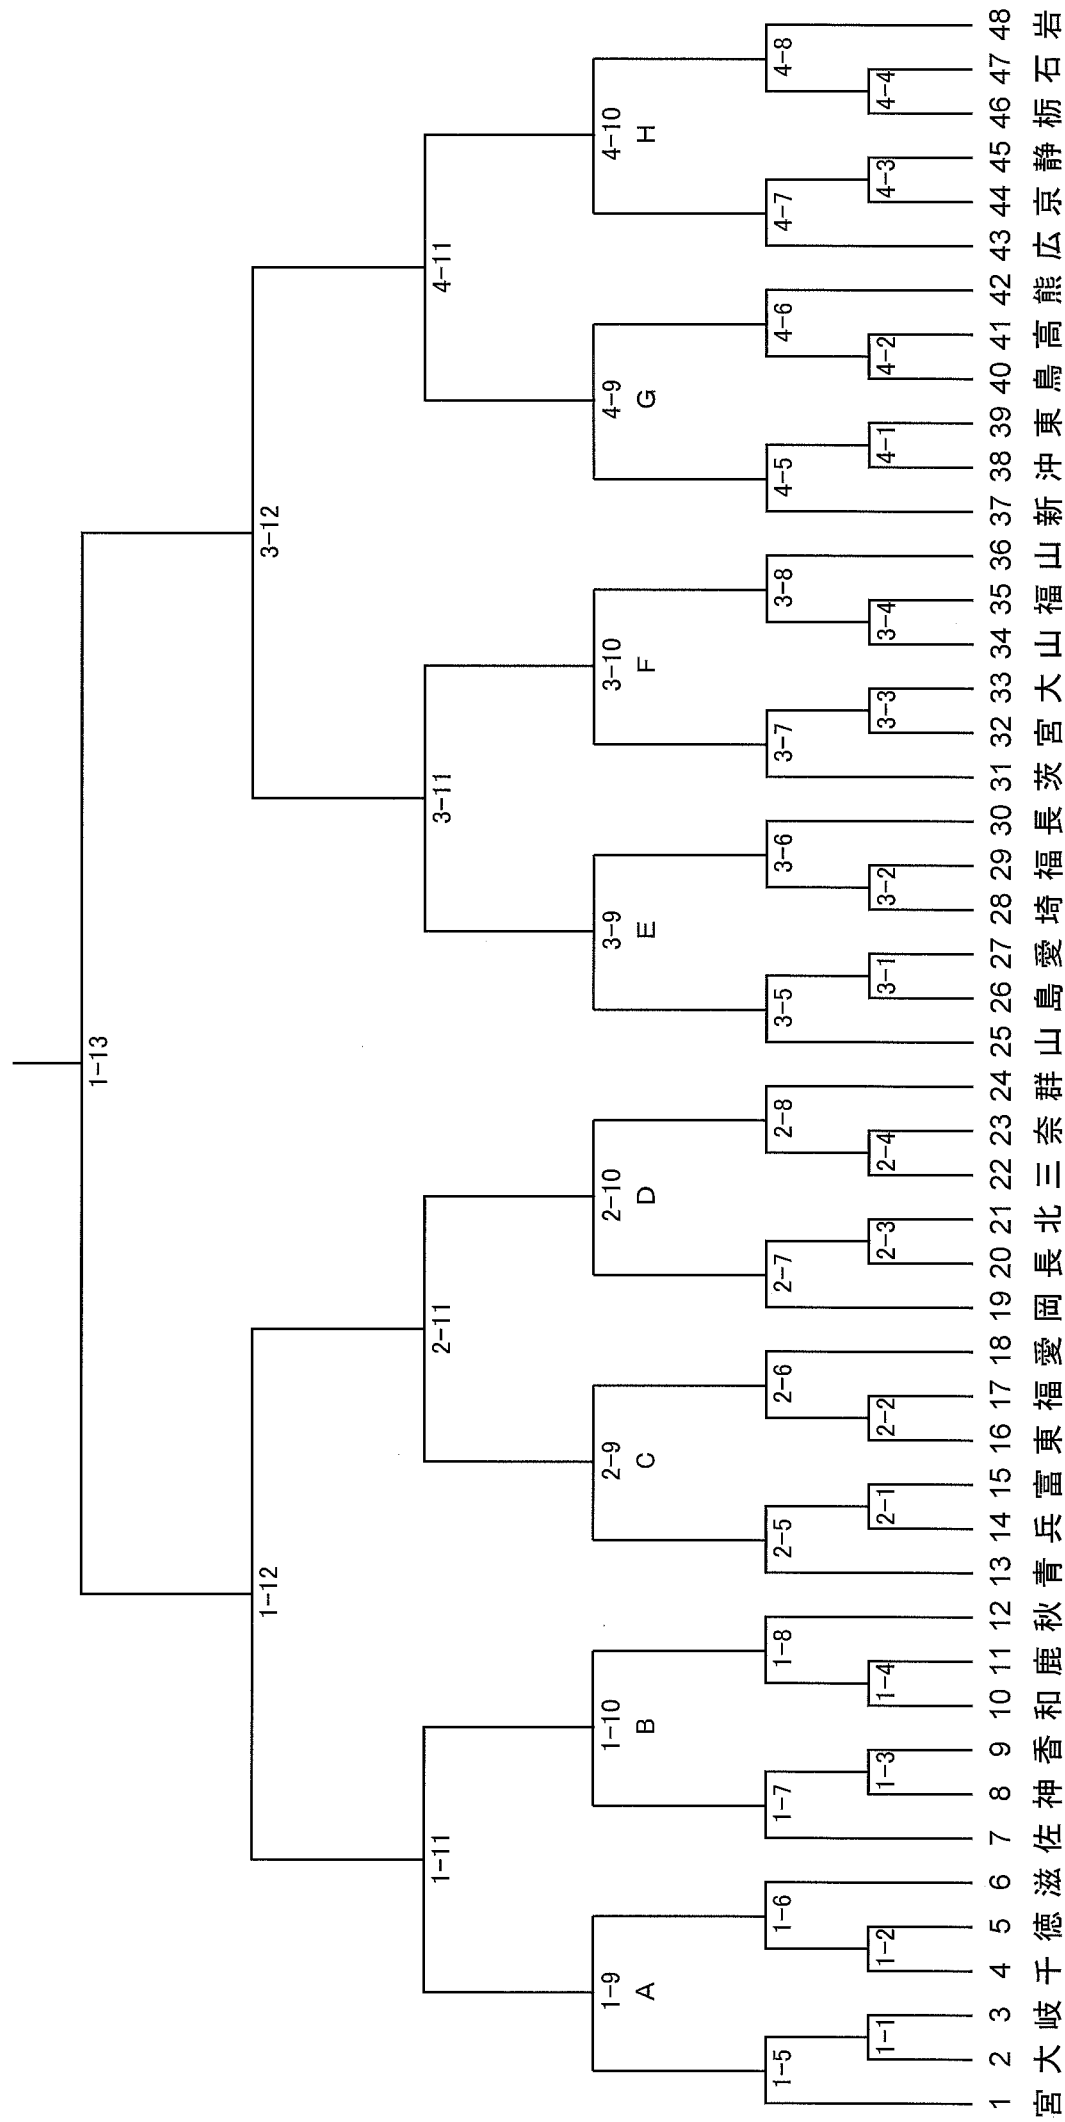 1-13
1-12 3-12
1-11 2-11 3-11 4-11
1-9 1-10 2-9 2-10 3-9 3-10 4-9 4-10
A B C D E F G H
1-5 1-6 1-7 1-8 2-5 2-6 2-7 2-8 3-5 3-6 3-7 3-8 4-5 4-6 4-7 4-8
1-1 1-2 1-3 1-4 2-1 2-2 2-3 2-4 3-1 3-2 3-3 3-4 4-1 4-2 4-3 4-4
1 2 3 4 5 6 7 8 9 10 11 12 13 14 15 16 17 18 19 20 21 22 23 24 25 26 27 28 29 30 31 32 33 34 35 36 37 38 39 40 41 42 43 44 45 46 47 48
宮 大 岐 千 徳 滋 佐 神 香 和 鹿 秋 青 兵 富 東 福 愛 岡 長 北 三 奈 群 山 島 愛 埼 福 長 茨 宮 大 山 福 山 新 沖 東 鳥 高 熊 広 京 静 栃 石 岩